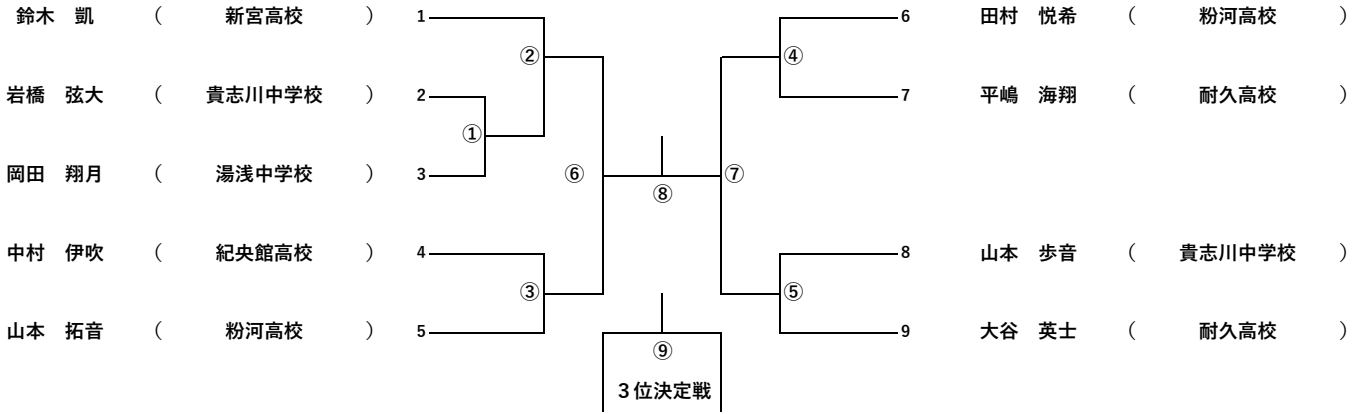 鈴木　凱　（　新宮高校　）　1
②
岩橋　弦大　（　貴志川中学校　）　2
①
岡田　翔月　（　湯浅中学校　）　3
⑥
中村　伊吹　（　紀央館高校　）　4
③
山本　拓音　（　粉河高校　）　5
⑧
⑨
３位決定戦
6　田村　悦希　（　粉河高校　）
④
7　平嶋　海翔　（　耐久高校　）
⑦
8　山本　歩音　（　貴志川中学校　）
⑤
9　大谷　英士　（　耐久高校　）